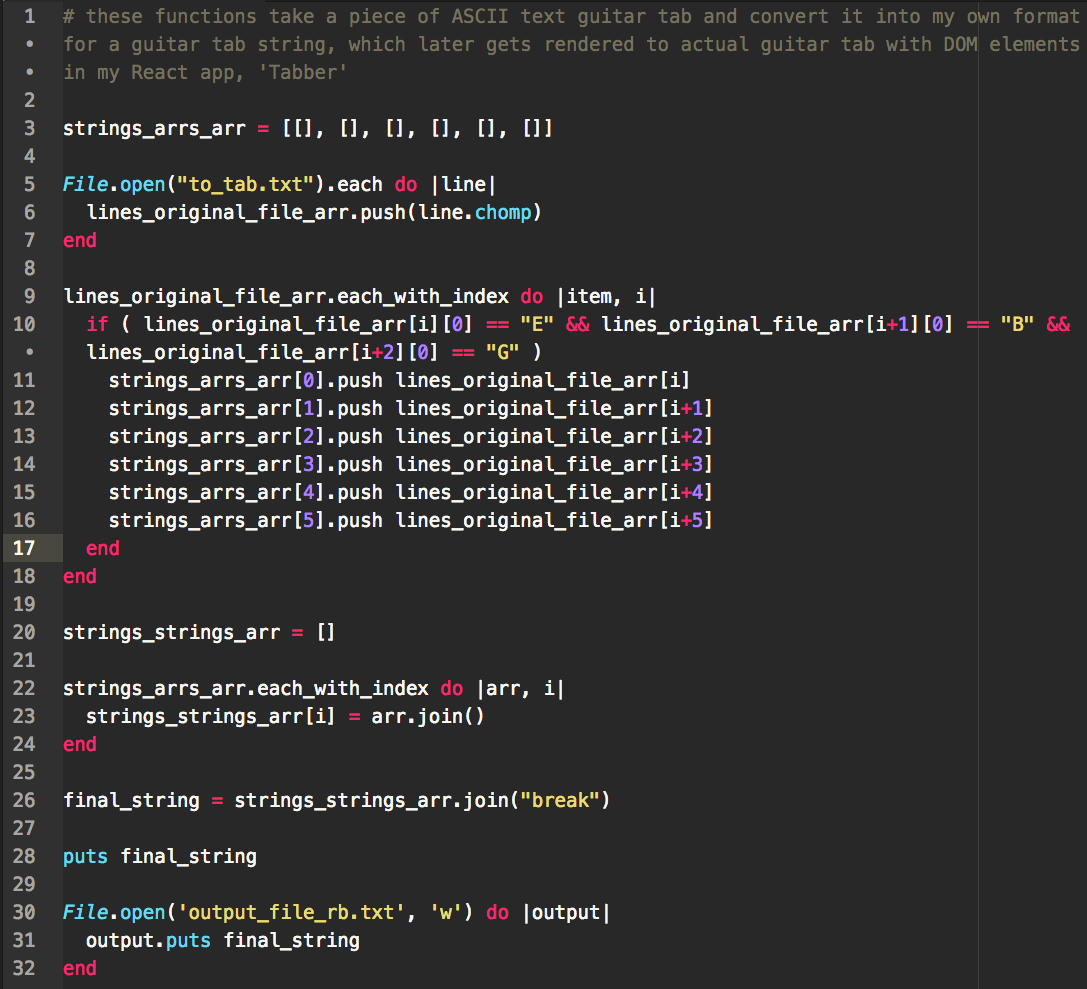 1 # these functions take a piece of ASCII text guitar tab and convert it into my own format
• for a guitar tab string, which later gets rendered to actual guitar tab with DOM elements
• in my React app, 'Tabber'
2
3 strings_arrs_arr = [[], [], [], [], [], []]
4
5 File.open("to_tab.txt").each do |line|
6   lines_original_file_arr.push(line.chomp)
7 end
8
9 lines_original_file_arr.each_with_index do |item, i|
10   if ( lines_original_file_arr[i][0] == "E" && lines_original_file_arr[i+1][0] == "B" &&
•   lines_original_file_arr[i+2][0] == "G" )
11     strings_arrs_arr[0].push lines_original_file_arr[i]
12     strings_arrs_arr[1].push lines_original_file_arr[i+1]
13     strings_arrs_arr[2].push lines_original_file_arr[i+2]
14     strings_arrs_arr[3].push lines_original_file_arr[i+3]
15     strings_arrs_arr[4].push lines_original_file_arr[i+4]
16     strings_arrs_arr[5].push lines_original_file_arr[i+5]
17   end
18 end
19
20 strings_strings_arr = []
21
22 strings_arrs_arr.each_with_index do |arr, i|
23   strings_strings_arr[i] = arr.join()
24 end
25
26 final_string = strings_strings_arr.join("break")
27
28 puts final_string
29
30 File.open('output_file_rb.txt', 'w') do |output|
31   output.puts final_string
32 end